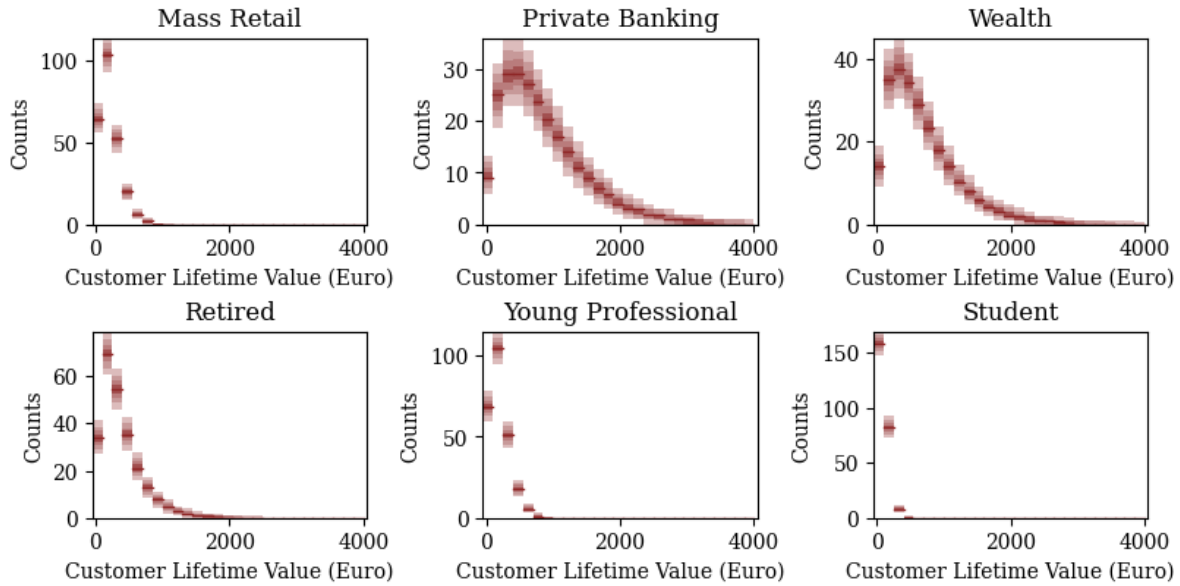 Mass Retail
Private Banking
Wealth
100
50
0
Counts
0 2000 4000
Customer Lifetime Value (Euro)
30
20
10
0
Counts
0 2000 4000
Customer Lifetime Value (Euro)
40
20
0
Counts
0 2000 4000
Customer Lifetime Value (Euro)
Retired
Young Professional
Student
60
40
20
0
Counts
0 2000 4000
Customer Lifetime Value (Euro)
100
50
0
Counts
0 2000 4000
Customer Lifetime Value (Euro)
150
100
50
0
Counts
0 2000 4000
Customer Lifetime Value (Euro)